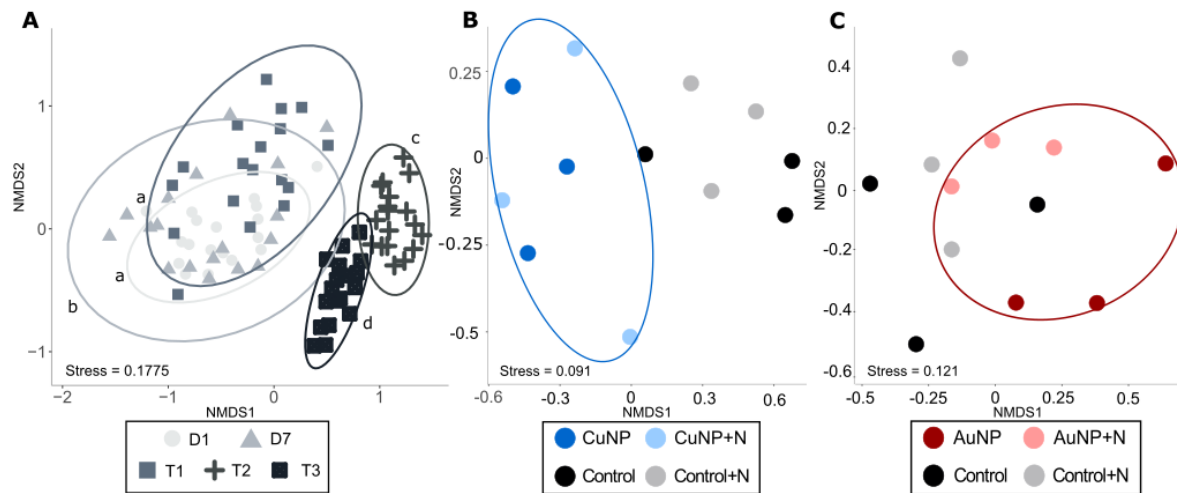 A
1
0
−1
−2
−1
0
1
NMDS2
NMDS1
a
a
b
c
d
Stress = 0.1775
D1 D7
T1 T2 T3
B
0.25
0
-0.25
-0.5
-0.6
-0.3
0
0.3
0.6
NMDS2
NMDS1
Stress = 0.091
CuNP CuNP+N
Control Control+N
C
0.4
0.2
0
-0.2
-0.4
-0.6
-0.5
-0.25
0
0.25
0.5
NMDS2
NMDS1
Stress = 0.121
AuNP AuNP+N
Control Control+N